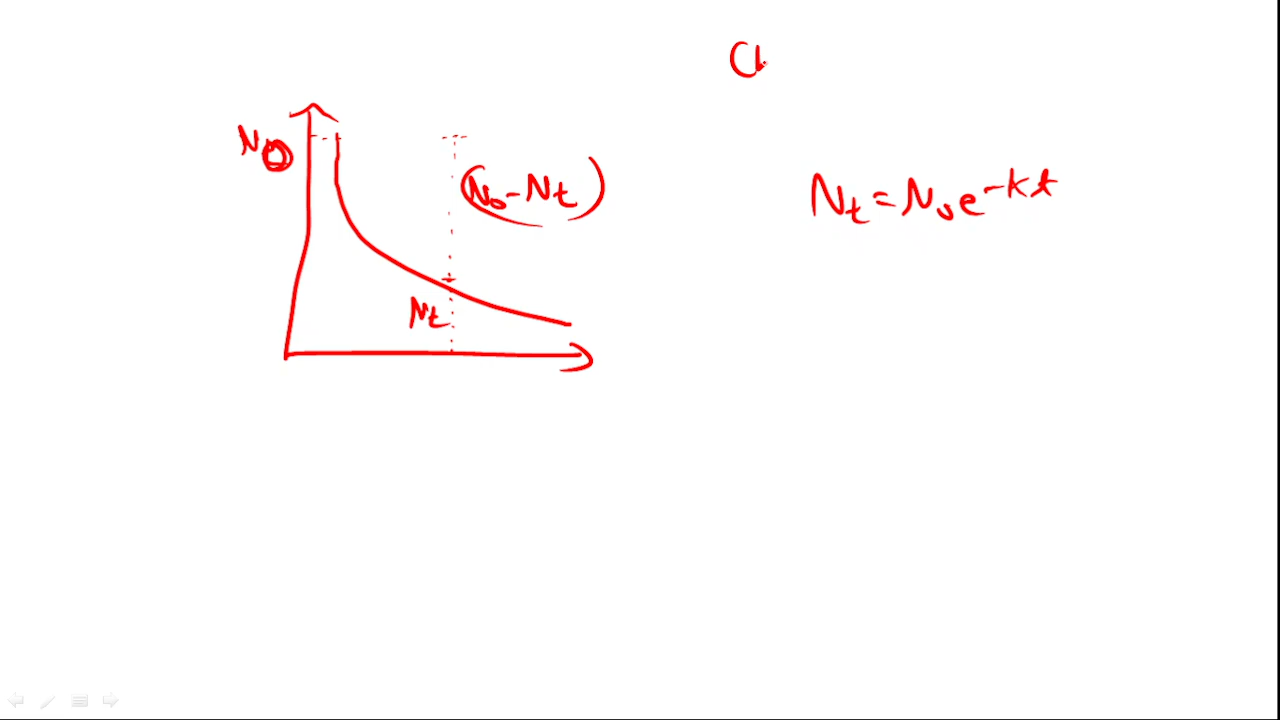 N₀
(N₀ - Nt)
Nt = N₀e^-kt
Nt